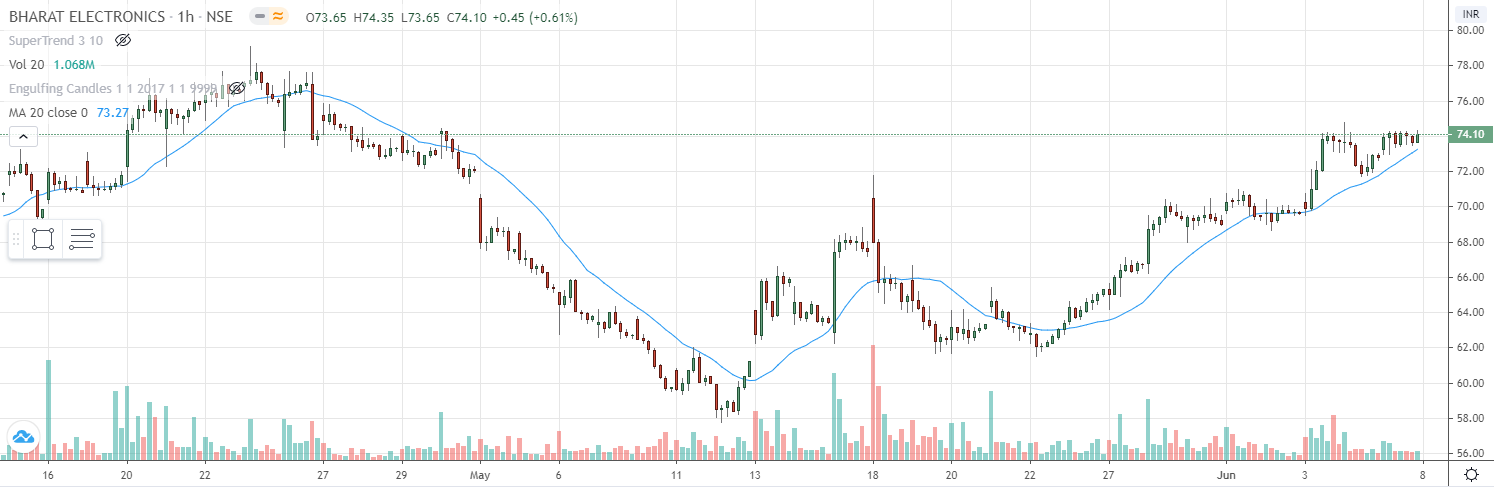 BHARAT ELECTRONICS · 1h · NSE O73.65 H74.35 L73.65 C74.10 +0.45 (+0.61%)
INR
80.00
SuperTrend 3 10
Vol 20 1.068M
78.00
Engulfing Candles 1 1 2017 1 1 9999
76.00
MA 20 close 0 73.27
74.10
72.00
70.00
68.00
66.00
64.00
62.00
60.00
58.00
56.00
16 20 22 27 29 May 6 11 13 18 20 22 27 Jun 3 8